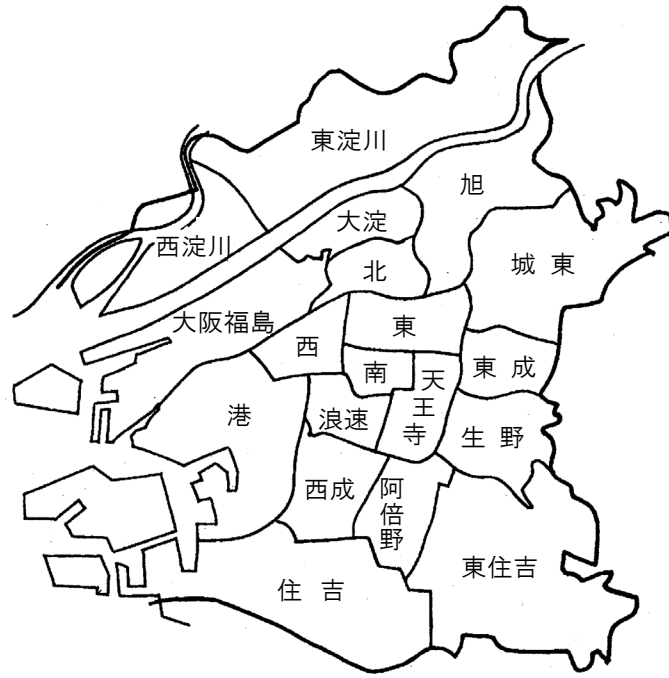 東淀川
旭
大淀
西淀川
城東
北
大阪福島
東
西
南
天王寺
東成
港
浪速
生野
西成
阿倍野
東住吉
住吉